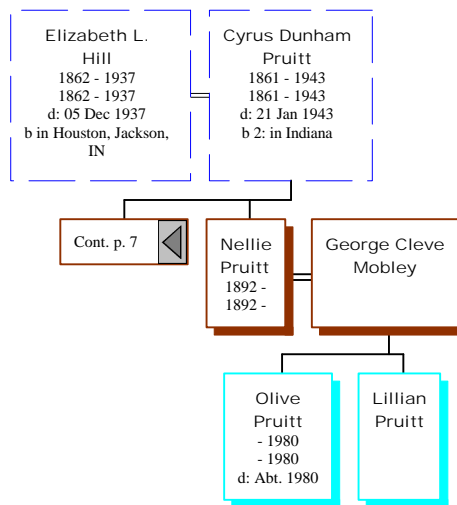 Elizabeth L.
Hill
1862 - 1937
1862 - 1937
d: 05 Dec 1937
b in Houston, Jackson,
IN
Cyrus Dunham
Pruitt
1861 - 1943
1861 - 1943
d: 21 Jan 1943
b 2: in Indiana
Cont. p. 7
Nellie
Pruitt
1892 -
1892 -
George Cleve
Mobley
Olive
Pruitt
- 1980
- 1980
d: Abt. 1980
Lillian
Pruitt